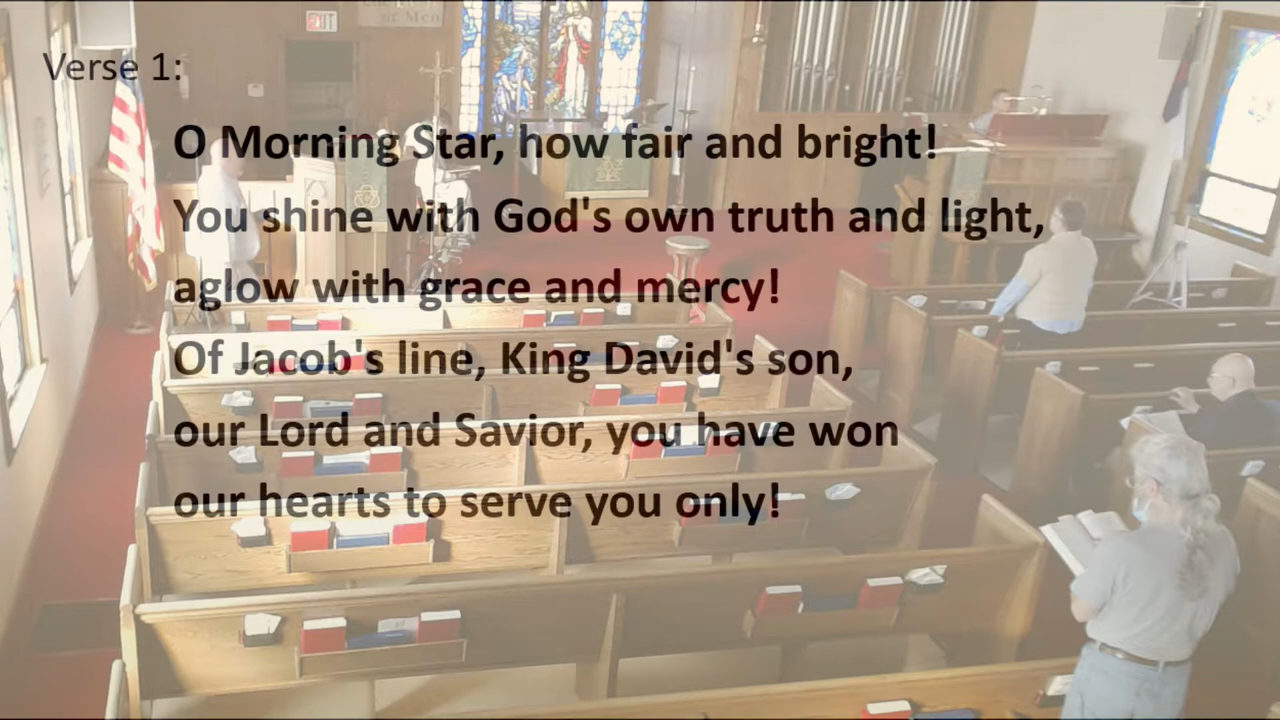 EXIT
of Men
Verse 1:
O Morning Star, how fair and bright!
You shine with God's own truth and light,
aglow with grace and mercy!
Of Jacob's line, King David's son,
our Lord and Savior, you have won
our hearts to serve you only!